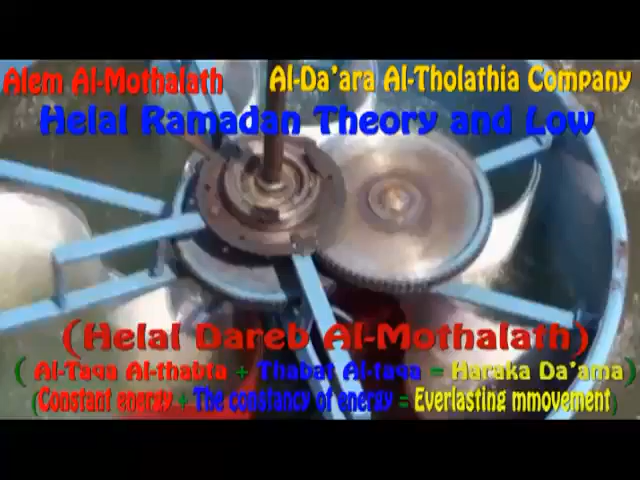 Alem Al-Mothalath Al-Da'ara Al-Tholathia Company
Helal Ramadan Theory and Low
(Helal Dareb Al-Mothalath)
( Al-Taqa Al-thabta + Thabat Al-taqa = Haraka Da'ama)
(Constant energy + The constancy of energy = Everlasting mmovement)